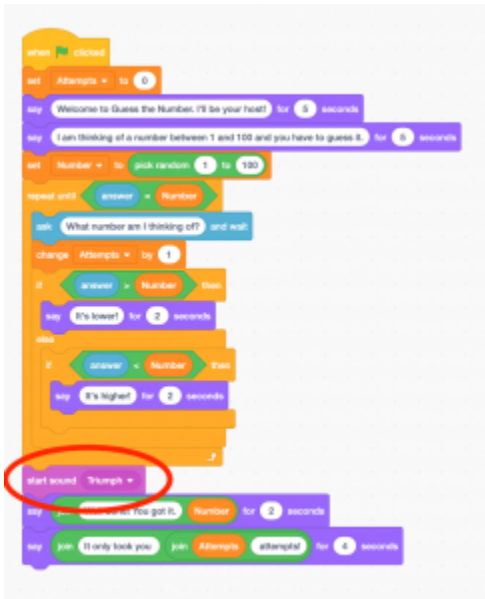 when clicked
set Attempts to 0
say Welcome to Guess the Number. I'll be your host! for 5 seconds
say I am thinking of a number between 1 and 100 and you have to guess it. for 5 seconds
set Number to pick random 1 to 100
repeat until answer = Number
ask What number am I thinking of? and wait
change Attempts by 1
if answer > Number then
say It's lower! for 2 seconds
else
if answer < Number then
say It's higher! for 2 seconds
start sound Triumph
say join You got it. Number for 2 seconds
say join It only took you join Attempts attempts! for 4 seconds